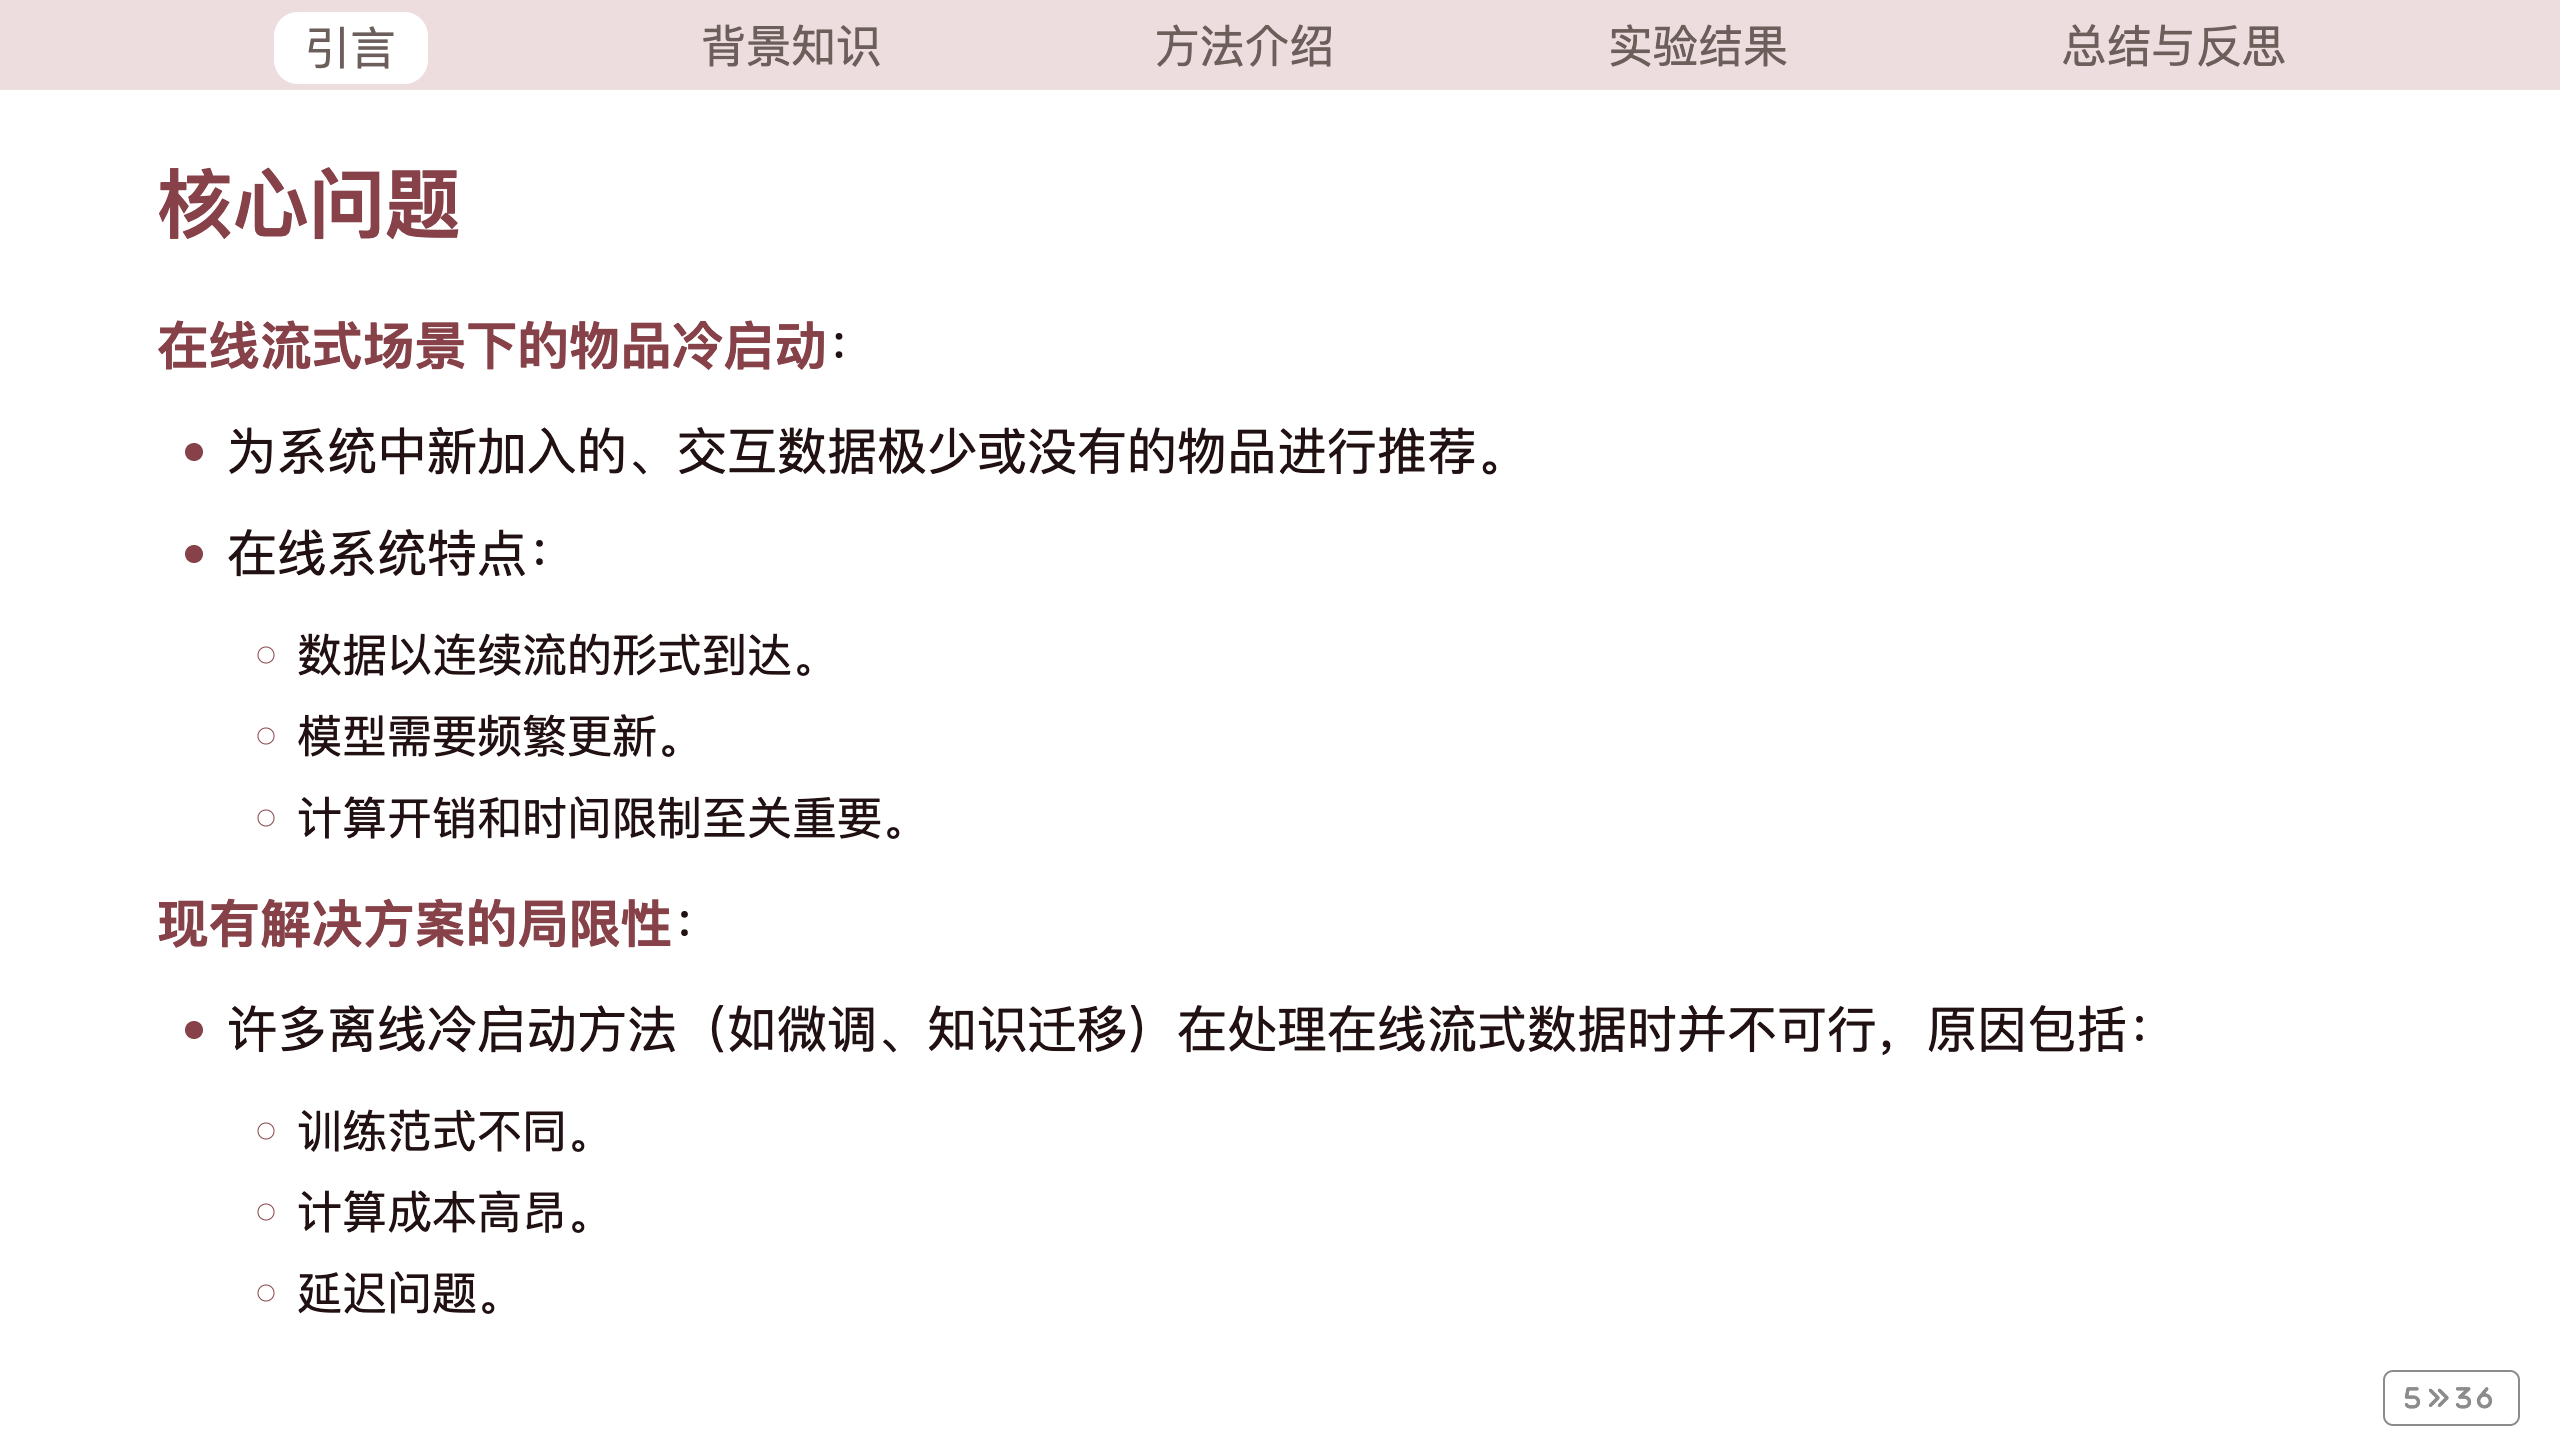 引言
背景知识
方法介绍
实验结果
总结与反思
核心问题
在线流式场景下的物品冷启动：
为系统中新加入的、交互数据极少或没有的物品进行推荐。
在线系统特点：
数据以连续流的形式到达。
模型需要频繁更新。
计算开销和时间限制至关重要。
现有解决方案的局限性：
许多离线冷启动方法（如微调、知识迁移）在处理在线流式数据时并不可行，原因包括：
训练范式不同。
计算成本高昂。
延迟问题。
5»36